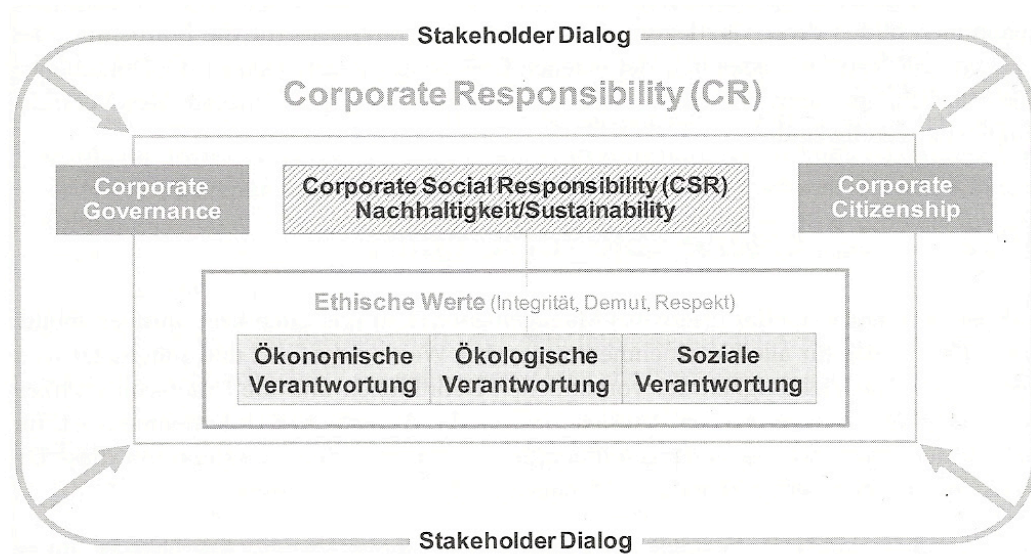 Stakeholder Dialog
Corporate Responsibility (CR)
Corporate
Governance
Corporate Social Responsibility (CSR)
Nachhaltigkeit/Sustainability
Corporate
Citizenship
Ethische Werte (Integrität, Demut, Respekt)
Ökonomische
Verantwortung
Ökologische
Verantwortung
Soziale
Verantwortung
Stakeholder Dialog